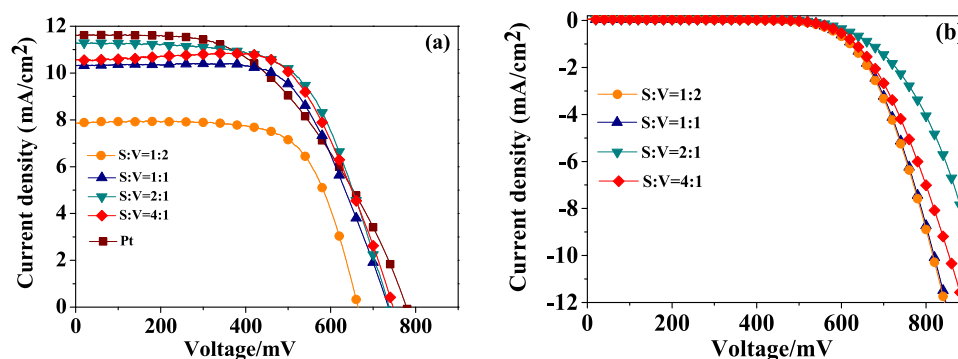 (a)
12
10
8
6
4
2
0
Current density (mA/cm2)
S:V=1:2
S:V=1:1
S:V=2:1
S:V=4:1
Pt
0 200 400 600 800
Voltage/mV
(b)
0
-2
-4
-6
-8
-10
-12
Current density (mA/cm2)
S:V=1:2
S:V=1:1
S:V=2:1
S:V=4:1
0 200 400 600 800
Voltage/mV